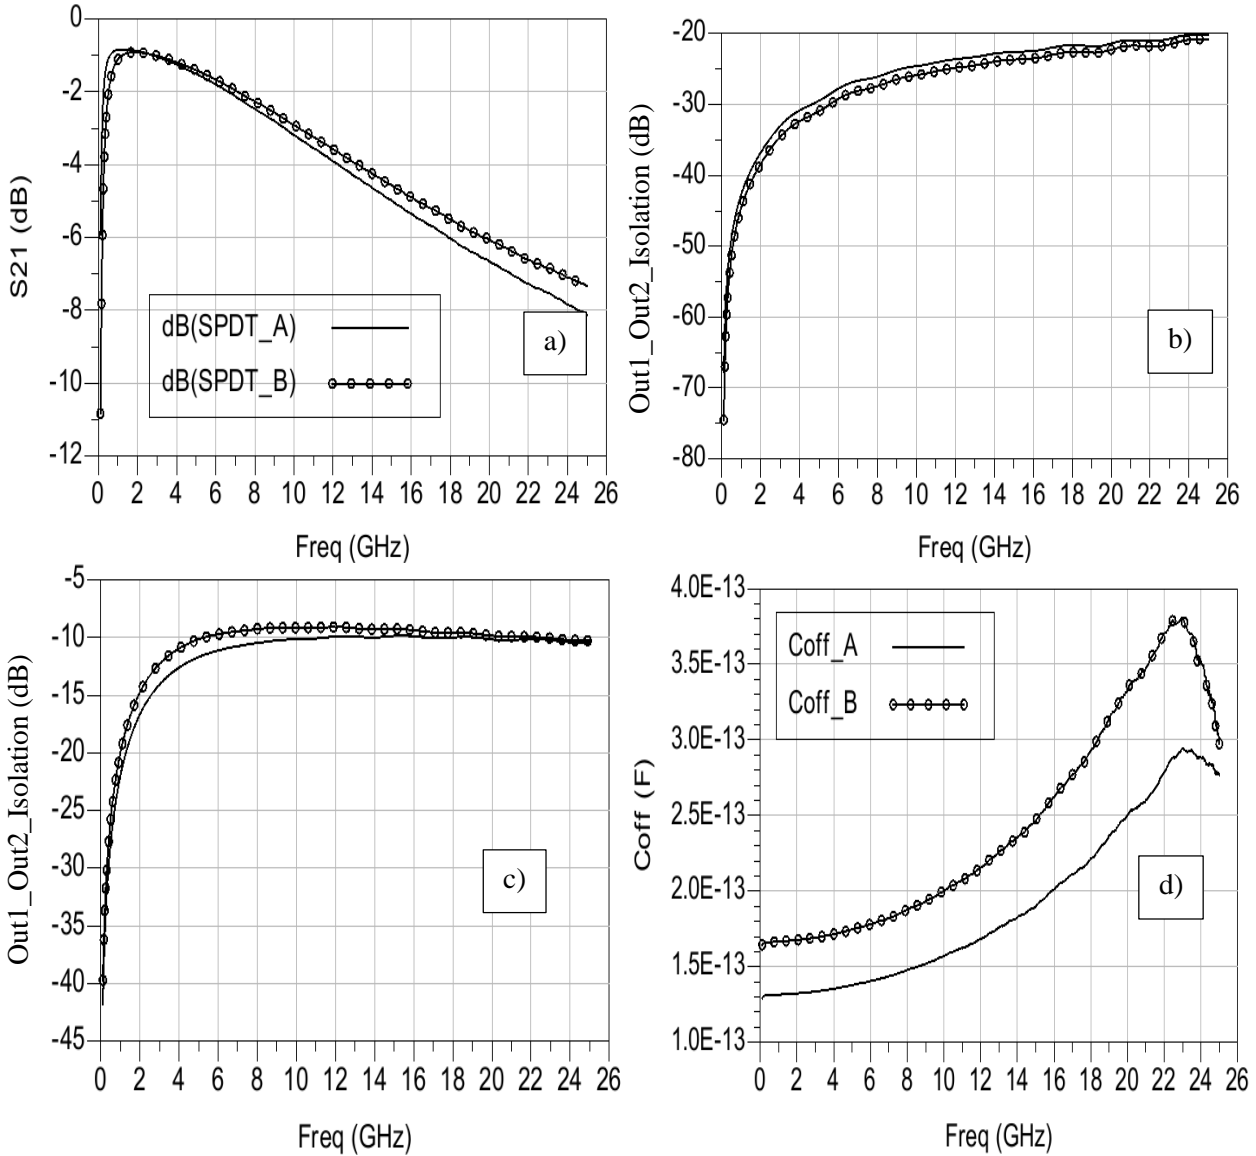 0
-2
-4
-6
-8
-10
-12
S21 (dB)
dB(SPDT_A)
dB(SPDT_B)
a)
0 2 4 6 8 10 12 14 16 18 20 22 24 26
Freq (GHz)
-20
-30
-40
-50
-60
-70
-80
Out1_Out2_Isolation (dB)
b)
0 2 4 6 8 10 12 14 16 18 20 22 24 26
Freq (GHz)
-5
-10
-15
-20
-25
-30
-35
-40
-45
Out1_Out2_Isolation (dB)
c)
0 2 4 6 8 10 12 14 16 18 20 22 24 26
Freq (GHz)
4.0E-13
3.5E-13
3.0E-13
2.5E-13
2.0E-13
1.5E-13
1.0E-13
Coff (F)
Coff_A
Coff_B
d)
0 2 4 6 8 10 12 14 16 18 20 22 24 26
Freq (GHz)